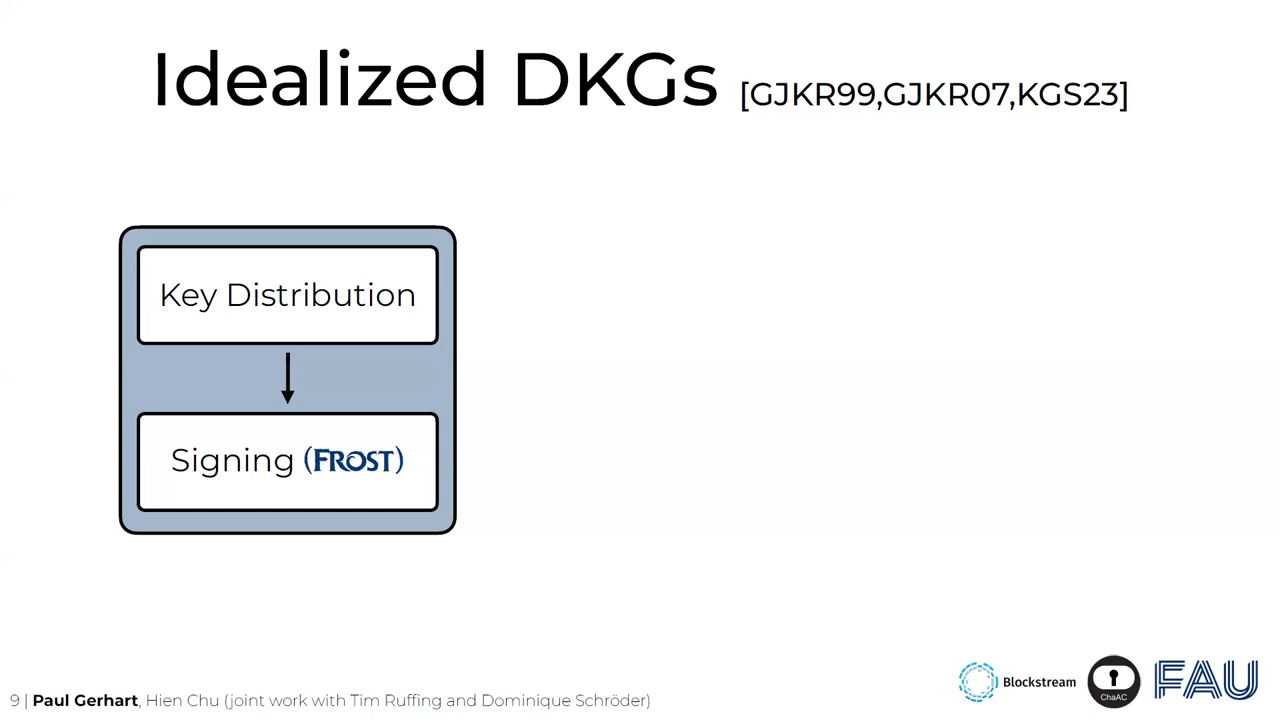 Idealized DKGs [GJKR99,GJKR07,KGS23]
Key Distribution
Signing (FROST)
9 | Paul Gerhart, Hien Chu (joint work with Tim Ruffing and Dominique Schröder)
Blockstream
ChaAC
FAU